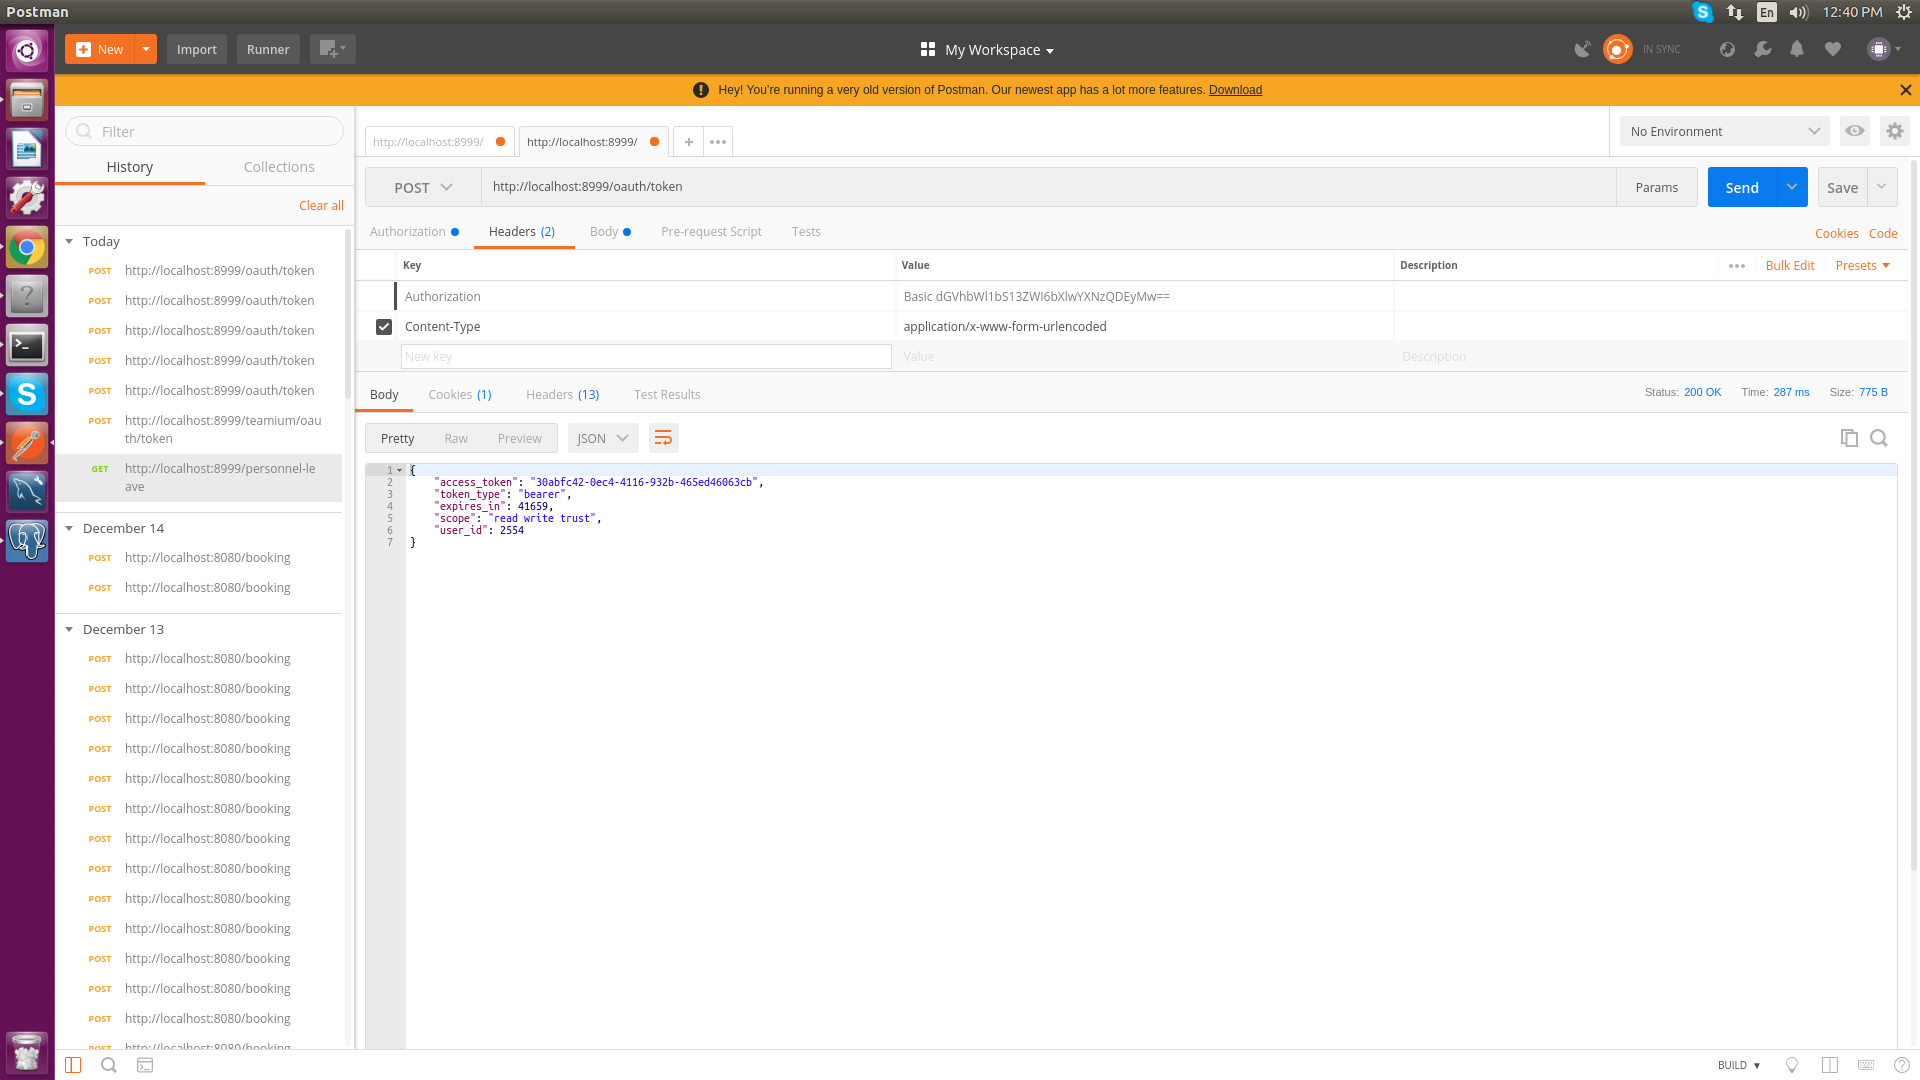 Postman
En
12:40 PM
New
Import
Runner
My Workspace
IN SYNC
Hey! You're running a very old version of Postman. Our newest app has a lot more features. Download
Filter
History
Collections
Clear all
Today
POST http://localhost:8999/oauth/token
POST http://localhost:8999/oauth/token
POST http://localhost:8999/oauth/token
POST http://localhost:8999/oauth/token
POST http://localhost:8999/oauth/token
POST http://localhost:8999/teamium/oau
th/token
GET http://localhost:8999/personnel-le
ave
December 14
POST http://localhost:8080/booking
POST http://localhost:8080/booking
December 13
POST http://localhost:8080/booking
POST http://localhost:8080/booking
POST http://localhost:8080/booking
POST http://localhost:8080/booking
POST http://localhost:8080/booking
POST http://localhost:8080/booking
POST http://localhost:8080/booking
POST http://localhost:8080/booking
POST http://localhost:8080/booking
POST http://localhost:8080/booking
POST http://localhost:8080/booking
POST http://localhost:8080/booking
POST http://localhost:8080/booking
POST http://localhost:8080/booking
http://localhost:8999/
http://localhost:8999/
No Environment
POST
http://localhost:8999/oauth/token
Params
Send
Save
Authorization
Headers (2)
Body
Pre-request Script
Tests
Cookies
Code
Key
Value
Description
Bulk Edit
Presets
Authorization
Basic dGVhbWl1bS13ZWI6bXlwYXNzQDEyMw==
Content-Type
application/x-www-form-urlencoded
New key
Value
Description
Body
Cookies (1)
Headers (13)
Test Results
Status: 200 OK
Time: 287 ms
Size: 775 B
Pretty
Raw
Preview
JSON
1 {
2 "access_token": "30abfc42-0ec4-4116-932b-465ed46063cb",
3 "token_type": "bearer",
4 "expires_in": 41659,
5 "scope": "read write trust",
6 "user_id": 2554
7 }
BUILD